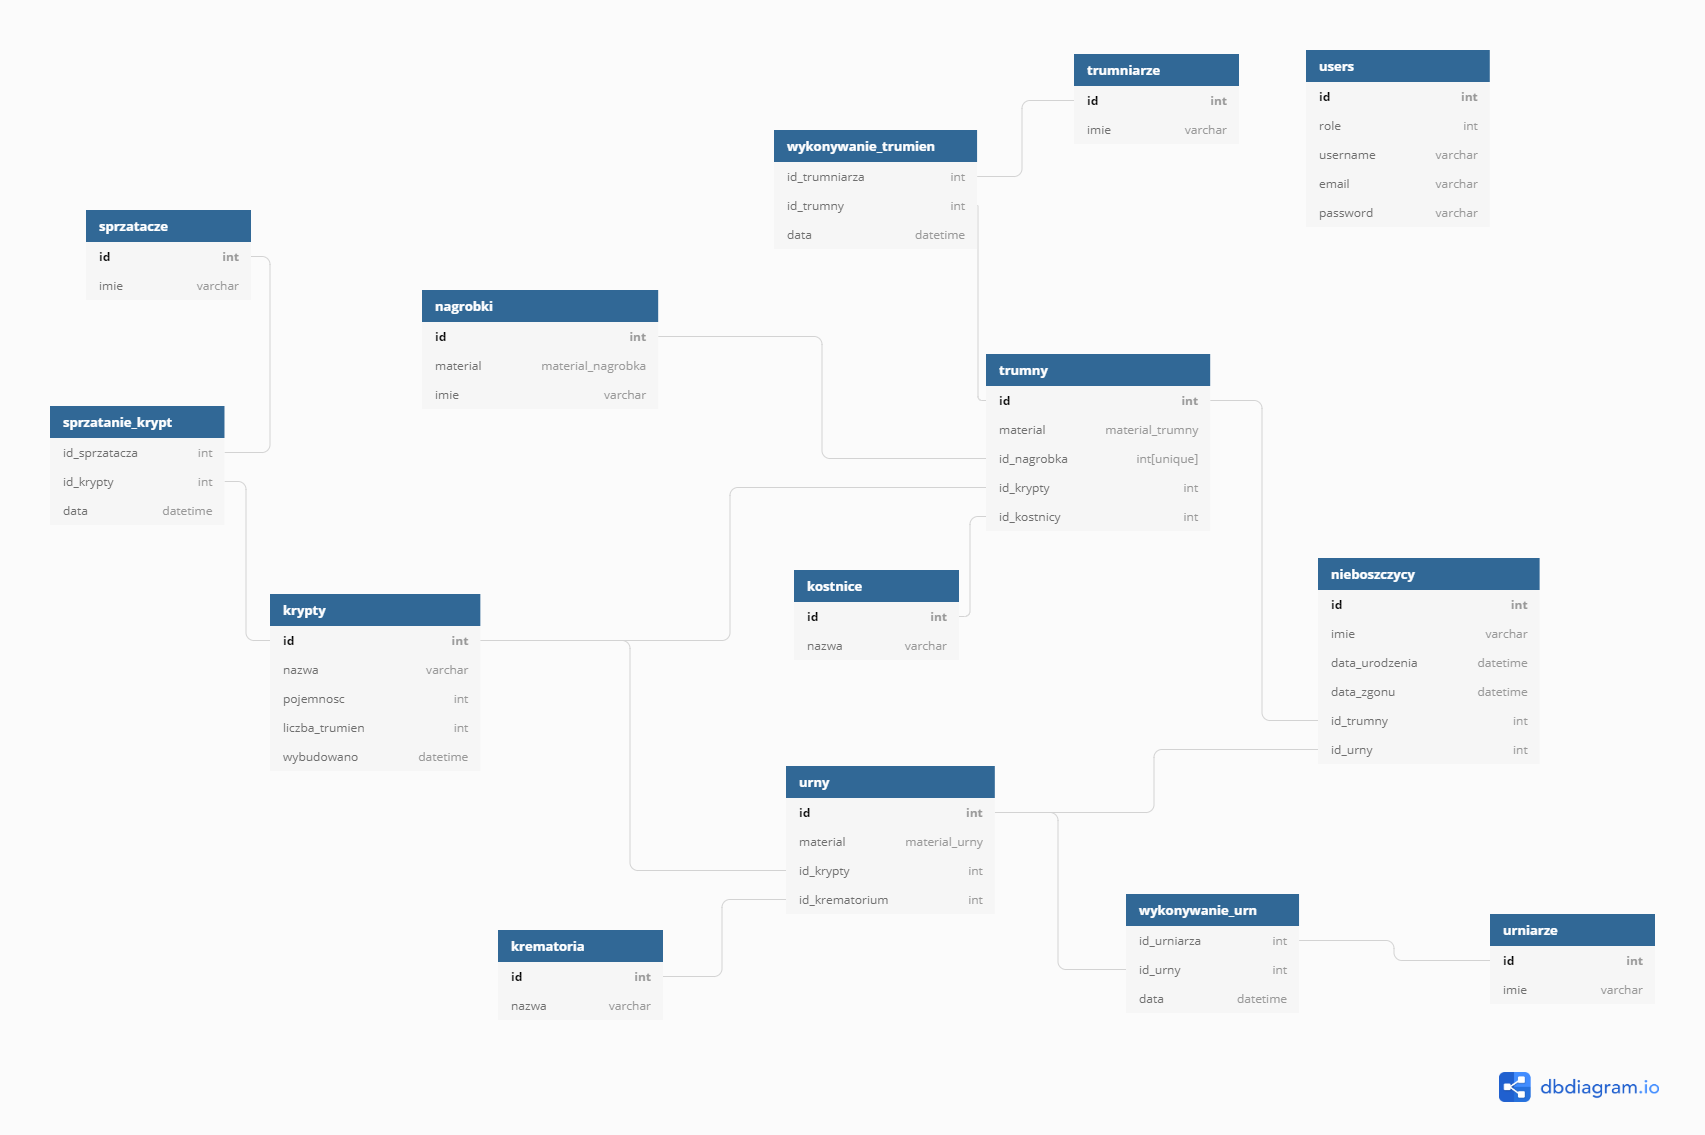 trumniarze
id int
imie varchar
users
id int
role int
username varchar
email varchar
password varchar
wykonywanie_trumien
id_trumniarza int
id_trumny int
data datetime
sprzatacze
id int
imie varchar
nagrobki
id int
material material_nagrobka
imie varchar
trumny
id int
material material_trumny
id_nagrobka int[unique]
id_krypty int
id_kostnicy int
sprzatanie_krypt
id_sprzatacza int
id_krypty int
data datetime
kostnice
id int
nazwa varchar
nieboszczycy
id int
imie varchar
data_urodzenia datetime
data_zgonu datetime
id_trumny int
id_urny int
krypty
id int
nazwa varchar
pojemnosc int
liczba_trumien int
wybudowano datetime
urny
id int
material material_urny
id_krypty int
id_krematorium int
krematoria
id int
nazwa varchar
wykonywanie_urn
id_urniarza int
id_urny int
data datetime
urniarze
id int
imie varchar
dbdiagram.io